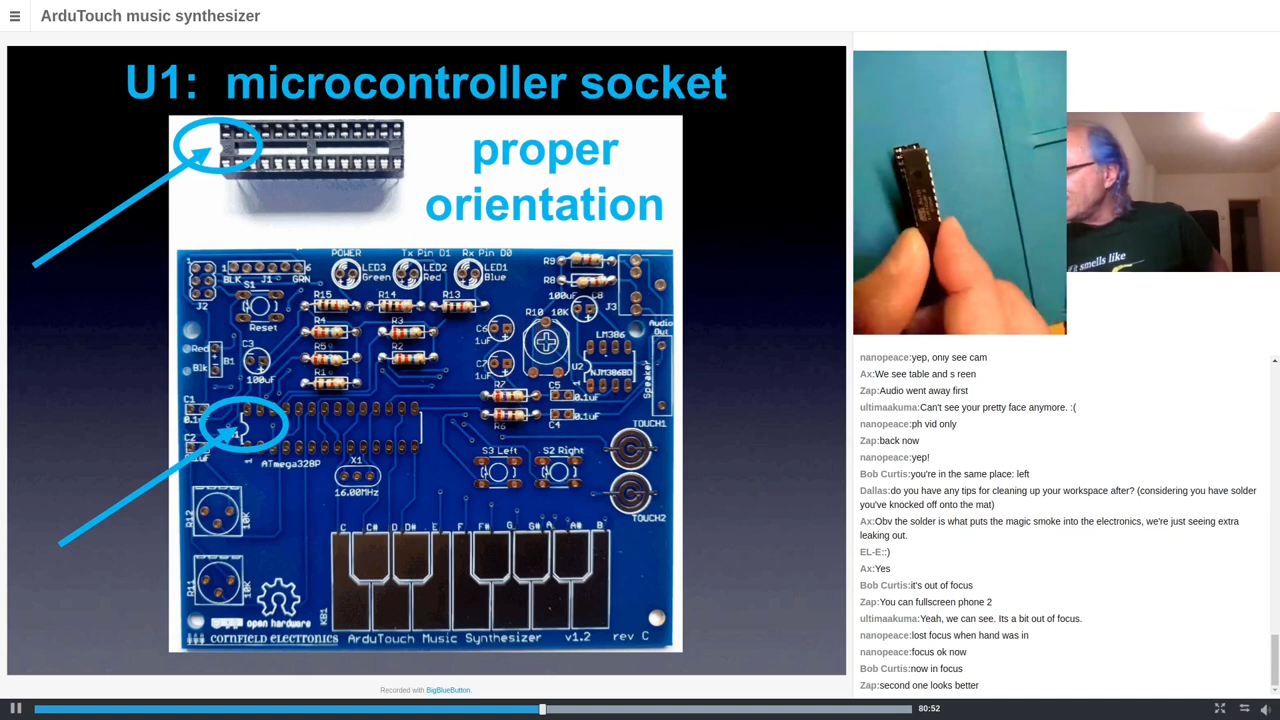 ArduTouch music synthesizer
U1: microcontroller socket
proper
orientation
POWER
Tx Pin D1
Rx Pin D0
LED3
Green
LED2
Red
LED1
Blue
R9
R8
100uF
C8
J3
1
BLK
J1
GRN
6
J2
S1
Reset
R15
R14
R13
R4
R3
R5
R2
R1
Red
Blk
B1
C3
100uF
C6
1uF
C7
1uF
R10 10K
LM386
U2
NJM386BD
Audio
Out
Speaker
C1
C2
R7
R6
C5
0.1uF
C4
0.1uF
TOUCH1
TOUCH2
ATmega328P
X1
16.00MHz
S3 Left
S2 Right
R12
10K
R11
10K
C C# D D# E F F# G G# A A# B
KB1
open hardware
CORNFIELD ELECTRONICS
ArduTouch Music Synthesizer v1.2 rev C
Recorded with BigBlueButton.
smells like
nanopeace:yep, only see cam
Ax:We see table and s reen
Zap:Audio went away first
ultimaakuma:Can't see your pretty face anymore. :(
nanopeace:ph vid only
Zap:back now
nanopeace:yep!
Bob Curtis:you're in the same place: left
Dallas:do you have any tips for cleaning up your workspace after? (considering you have solder
you've knocked off onto the mat)
Ax:Obv the solder is what puts the magic smoke into the electronics, we're just seeing extra
leaking out.
EL-E::)
Ax:Yes
Bob Curtis:it's out of focus
Zap:You can fullscreen phone 2
ultimaakuma:Yeah, we can see. Its a bit out of focus.
nanopeace:lost focus when hand was in
nanopeace:focus ok now
Bob Curtis:now in focus
Zap:second one looks better
80:52